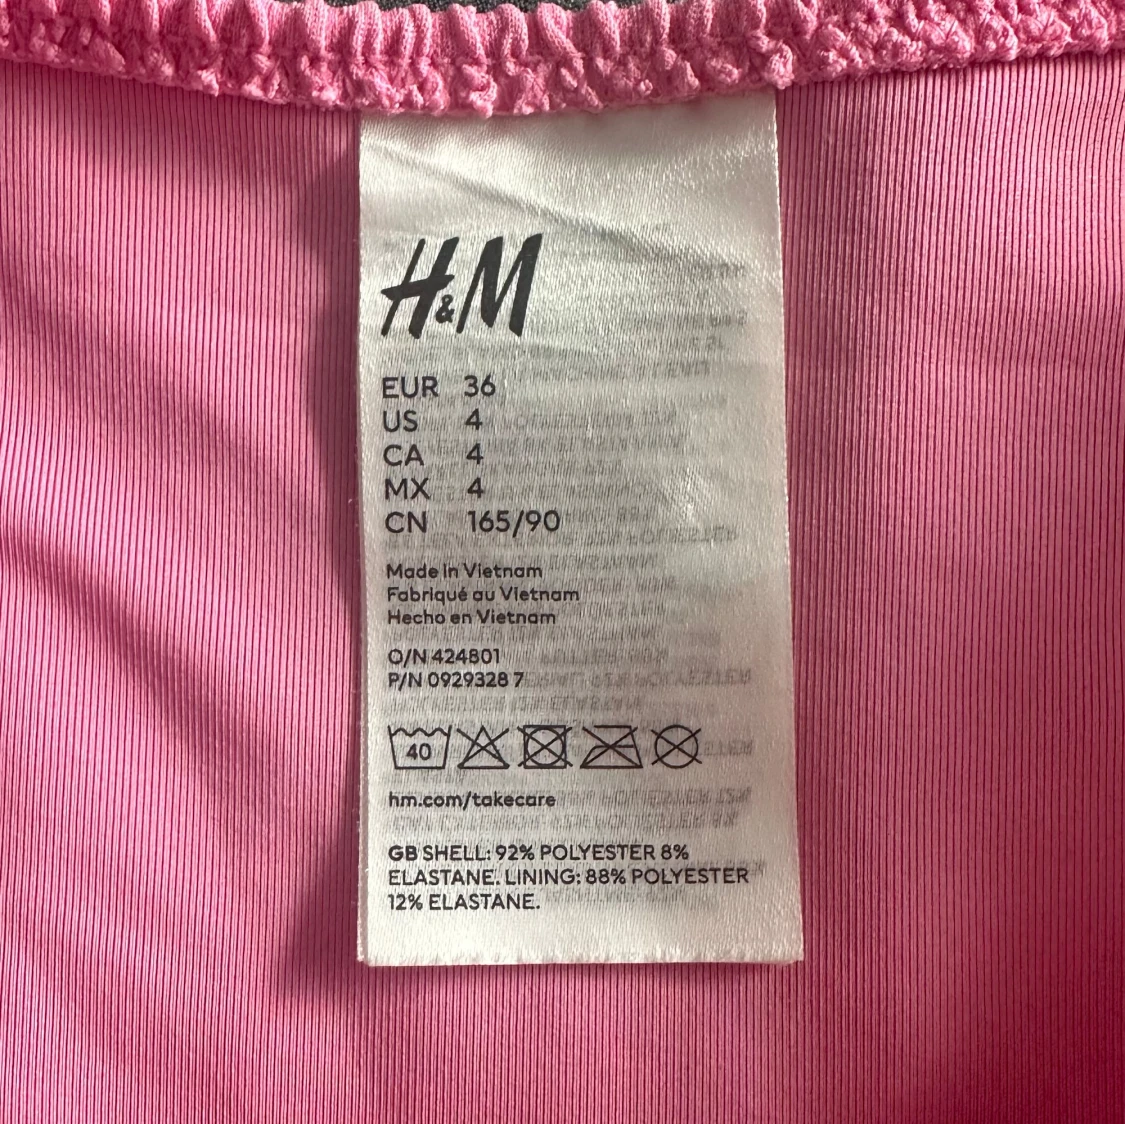 H&M
EUR 36
US 4
CA 4
MX 4
CN 165/90
Made in Vietnam
Fabriqué au Vietnam
Hecho en Vietnam
O/N 424801
P/N 0929328 7
40
hm.com/takecare
GB SHELL: 92% POLYESTER 8%
ELASTANE. LINING: 88% POLYESTER
12% ELASTANE.